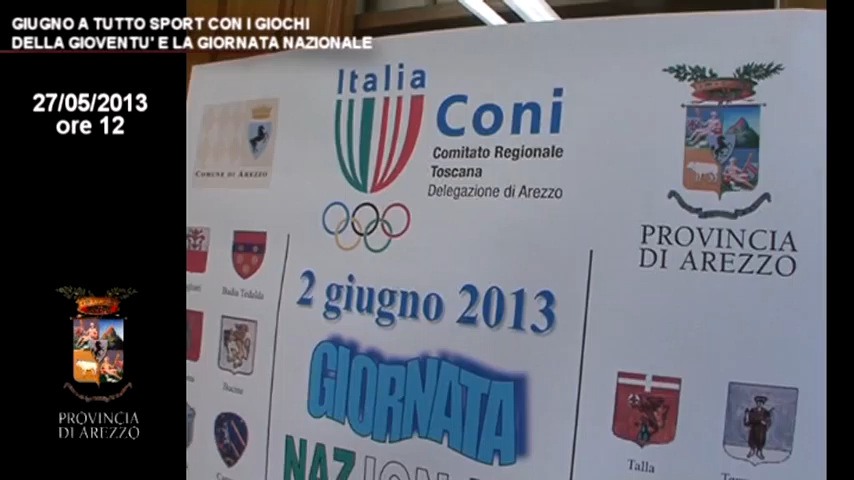 GIUGNO A TUTTO SPORT CON I GIOCHI
DELLA GIOVENTU' E LA GIORNATA NAZIONALE
27/05/2013
ore 12
PROVINCIA
DI AREZZO
COMUNE DI AREZZO
Italia
Coni
Comitato Regionale
Toscana
Delegazione di Arezzo
PROVINCIA
DI AREZZO
Badia Tedalda
2 giugno 2013
GIORNATA
Talla